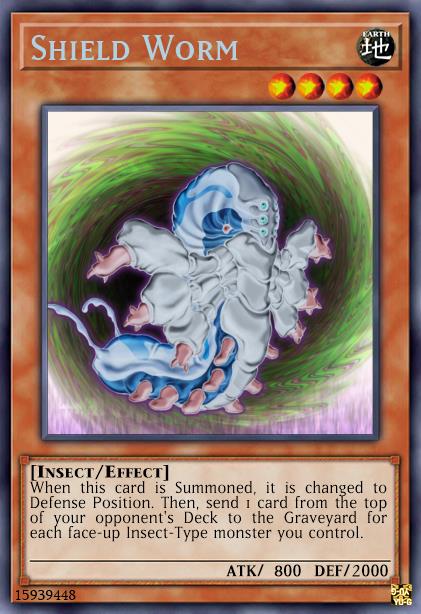 SHIELD WORM
EARTH
地
[INSECT/EFFECT]
When this card is Summoned, it is changed to
Defense Position. Then, send 1 card from the top
of your opponent's Deck to the Graveyard for
each face-up Insect-Type monster you control.
ATK/ 800 DEF/2000
15939448